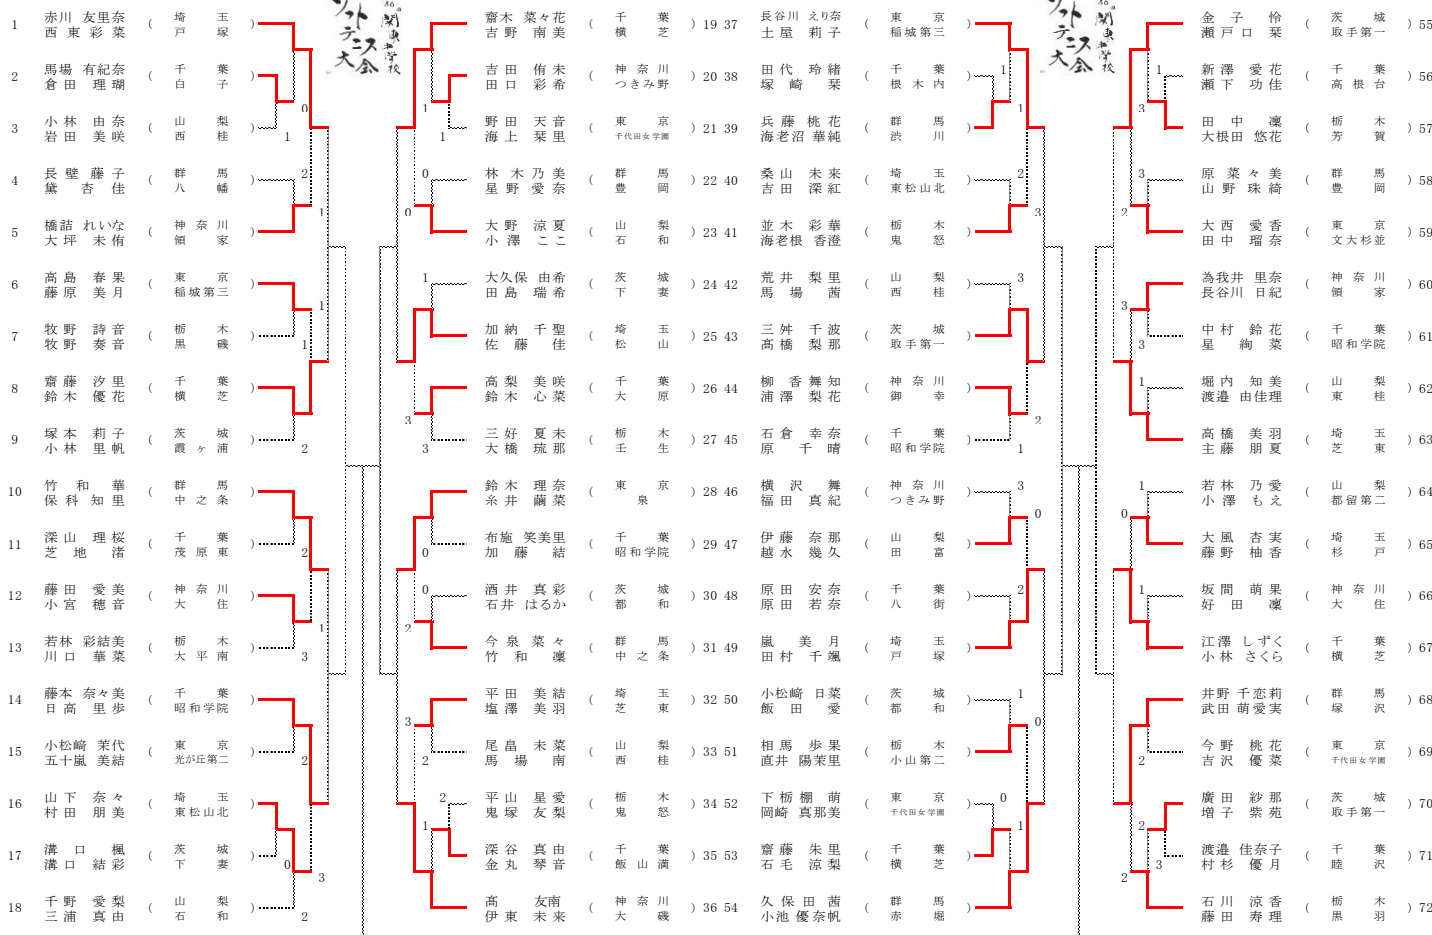 第36回 関東中学校
ソフトテニス大会
1 赤川 友里奈 ( 埼 玉 )
西東 彩菜 戸 塚
2 馬場 有紀奈 ( 千 葉 )
倉田 理瑚 白 子
3 小林 由奈 ( 山 梨 )
岩田 美咲 西 桂
4 長壁 藤子 ( 群 馬 )
黛 杏佳 八 幡
5 橋詰 れいな ( 神奈川 )
大坪 未侑 領 家
6 高島 春果 ( 東 京 )
藤原 美月 稲城第三
7 牧野 詩音 ( 栃 木 )
牧野 奏音 黒 磯
8 齋藤 汐里 ( 千 葉 )
鈴木 優花 横 芝
9 塚本 莉子 ( 茨 城 )
小林 里帆 霞ヶ浦
10 竹和 華 ( 群 馬 )
保科 知里 中之条
11 深山 理桜 ( 千 葉 )
芝地 渚 茂原東
12 藤田 愛美 ( 神奈川 )
小宮 穂音 大 住
13 若林 彩結美 ( 栃 木 )
川口 華菜 大平南
14 藤本 奈々美 ( 千 葉 )
日高 里歩 昭和学院
15 小松﨑 茉代 ( 東 京 )
五十嵐 美結 光が丘第二
16 山下 奈々 ( 埼 玉 )
村田 朋美 東松山北
17 溝口 楓 ( 茨 城 )
溝口 結彩 下 妻
18 千野 愛梨 ( 山 梨 )
三浦 真由 石 和
齋木 菜々花 ( 千 葉 ) 19
吉野 南美 横 芝
吉田 侑未 ( 神奈川 ) 20
田口 彩希 つきみ野
野田 天音 ( 東 京 ) 21
海上 栞里 千代田女学園
林 木乃美 ( 群 馬 ) 22
星野 愛奈 豊 岡
大野 涼夏 ( 山 梨 ) 23
小澤 ここ 石 和
大久保 由希 ( 茨 城 ) 24
田島 瑞希 下 妻
加納 千聖 ( 埼 玉 ) 25
佐藤 佳 松 山
高梨 美咲 ( 千 葉 ) 26
鈴木 心菜 大 原
三好 夏未 ( 栃 木 ) 27
大橋 琉那 壬 生
鈴木 理奈 ( 東 京 ) 28
糸井 繭菜 泉
布施 笑美里 ( 千 葉 ) 29
加藤 結 昭和学院
酒井 真彩 ( 茨 城 ) 30
石井 はるか 都 和
今泉 菜々 ( 群 馬 ) 31
竹和 凜 中之条
平田 美結 ( 埼 玉 ) 32
塩澤 美羽 芝 東
尾畠 未菜 ( 山 梨 ) 33
馬場 南 西 桂
平山 星愛 ( 栃 木 ) 34
鬼塚 友梨 鬼 怒
深谷 真由 ( 千 葉 ) 35
金丸 琴音 飯山満
髙 友南 ( 神奈川 ) 36
伊東 未来 大 磯
37 長谷川 えり奈 ( 東 京 )
土屋 莉子 稲城第三
38 田代 玲緒 ( 千 葉 )
塚崎 栞 根木内
39 兵藤 桃花 ( 群 馬 )
海老沼 華純 渋 川
40 桑山 未来 ( 埼 玉 )
吉田 深紅 東松山北
41 並木 彩華 ( 栃 木 )
海老根 香澄 鬼 怒
42 荒井 梨里 ( 山 梨 )
馬場 茜 西 桂
43 三舛 千波 ( 茨 城 )
髙橋 梨那 取手第一
44 柳 香舞知 ( 神奈川 )
浦澤 梨花 御 幸
45 石倉 幸奈 ( 千 葉 )
原 千晴 昭和学院
46 横沢 舞 ( 神奈川 )
福田 真紀 つきみ野
47 伊藤 奈那 ( 山 梨 )
越水 幾久 田 富
48 原田 安奈 ( 千 葉 )
原田 若奈 八 街
49 嵐 美月 ( 埼 玉 )
田村 千颯 戸 塚
50 小松﨑 日菜 ( 茨 城 )
飯田 愛 都 和
51 相馬 歩果 ( 栃 木 )
直井 陽茉里 小山第二
52 下栃棚 萌 ( 東 京 )
岡崎 真那美 千代田女学園
53 齋藤 朱里 ( 千 葉 )
石毛 涼梨 横 芝
54 久保田 茜 ( 群 馬 )
小池 優奈帆 赤 堀
金子 怜 ( 茨 城 ) 55
瀬戸口 栞 取手第一
新澤 愛花 ( 千 葉 ) 56
瀬下 功佳 高根台
田中 凜 ( 栃 木 ) 57
大根田 悠花 芳 賀
原 菜々美 ( 群 馬 ) 58
山野 珠綺 豊 岡
大西 愛香 ( 東 京 ) 59
田中 瑠奈 文大杉並
為我井 里奈 ( 神奈川 ) 60
長谷川 日紀 領 家
中村 鈴花 ( 千 葉 ) 61
星 絢菜 昭和学院
堀内 知美 ( 山 梨 ) 62
渡邉 由佳理 東 桂
高橋 美羽 ( 埼 玉 ) 63
主藤 朋夏 芝 東
若林 乃愛 ( 山 梨 ) 64
小澤 もえ 都留第二
大風 杏実 ( 埼 玉 ) 65
藤野 柚香 杉 戸
坂間 萌果 ( 神奈川 ) 66
好田 凜 大 住
江澤 しずく ( 千 葉 ) 67
小林 さくら 横 芝
井野 千恋莉 ( 群 馬 ) 68
武田 萌愛実 塚 沢
今野 桃花 ( 東 京 ) 69
吉沢 優菜 千代田女学園
廣田 紗那 ( 茨 城 ) 70
増子 紫苑 取手第一
渡邉 佳奈子 ( 千 葉 ) 71
村杉 優月 睦 沢
石川 涼香 ( 栃 木 ) 72
藤田 寿理 黒 羽